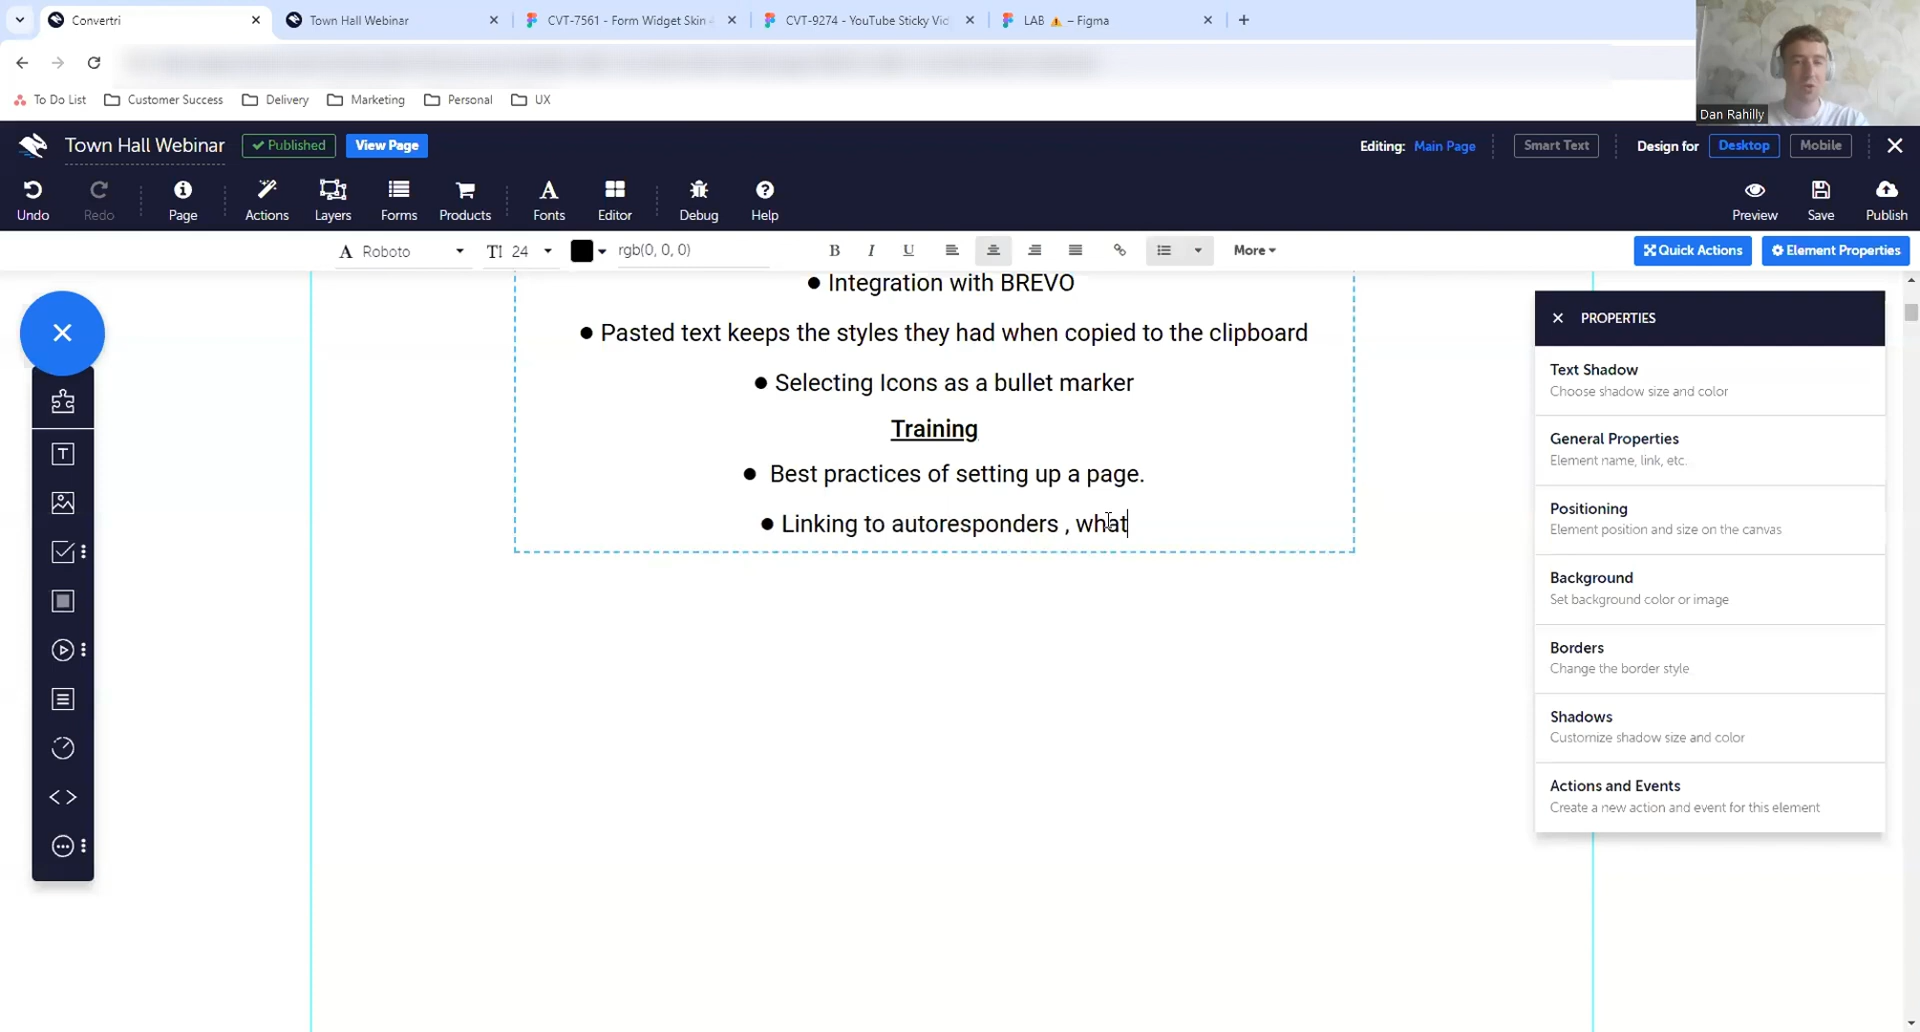 Convertri
Town Hall Webinar
CVT-7561 - Form Widget Skin
CVT-9274 - YouTube Sticky Vid
LAB ⚠ – Figma
To Do List
Customer Success
Delivery
Marketing
Personal
UX
Dan Rahilly
Town Hall Webinar
Published
View Page
Editing: Main Page
Smart Text
Design for
Desktop
Mobile
Undo
Redo
Page
Actions
Layers
Forms
Products
Fonts
Editor
Debug
Help
Preview
Save
Publish
A Roboto
TI 24
rgb(0, 0, 0)
B I U
More
Quick Actions
Element Properties
● Integration with BREVO
● Pasted text keeps the styles they had when copied to the clipboard
● Selecting Icons as a bullet marker
Training
● Best practices of setting up a page.
● Linking to autoresponders , what
PROPERTIES
Text Shadow
Choose shadow size and color
General Properties
Element name, link, etc.
Positioning
Element position and size on the canvas
Background
Set background color or image
Borders
Change the border style
Shadows
Customize shadow size and color
Actions and Events
Create a new action and event for this element